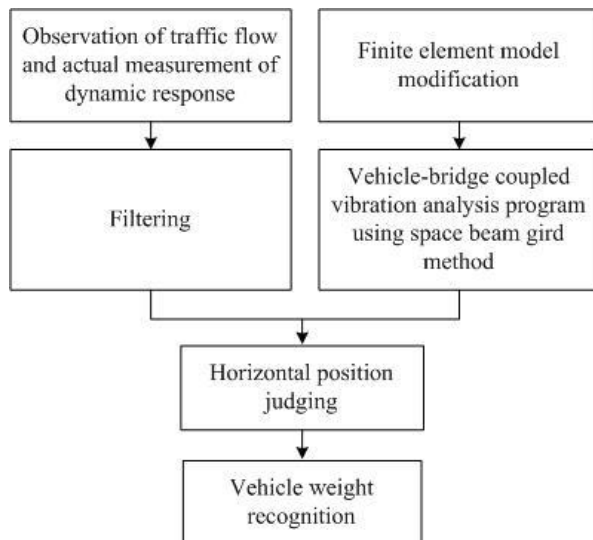 Observation of traffic flow
and actual measurement of
dynamic response
Finite element model
modification
Filtering
Vehicle-bridge coupled
vibration analysis program
using space beam gird
method
Horizontal position
judging
Vehicle weight
recognition